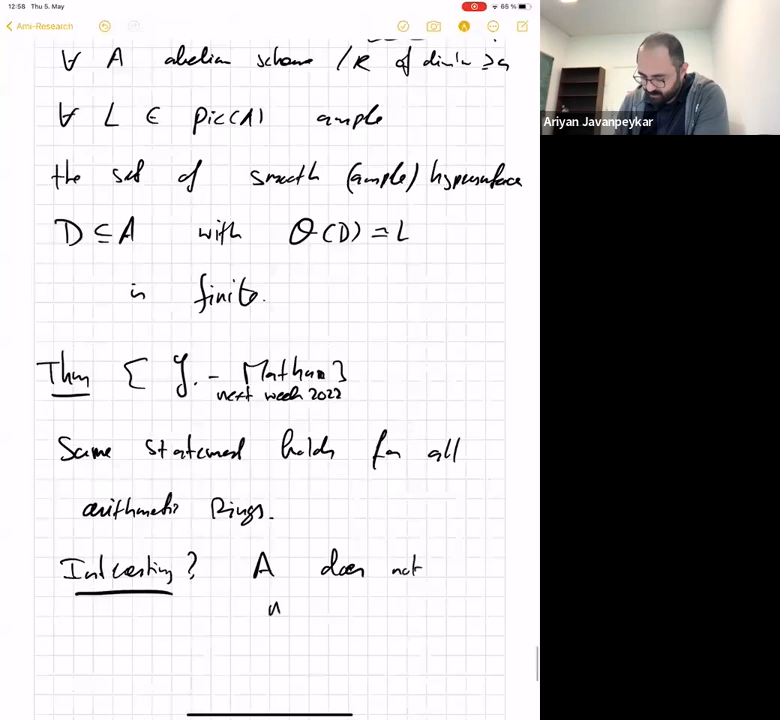 12:58 Thu 5. May
66 %
Ami-Research
∀ A abelian scheme /R of dim'n ≥ 4
∀ L ∈ Pic(A) ample
the set of smooth (ample) hypersurface
D ⊆ A with O(D) ≅ L
is finite.
Ariyan Javanpeykar
Thm [ J. - Mathur ]
next week 2022
Same statement holds for all
arithmetic Rings.
Interesting? A does not